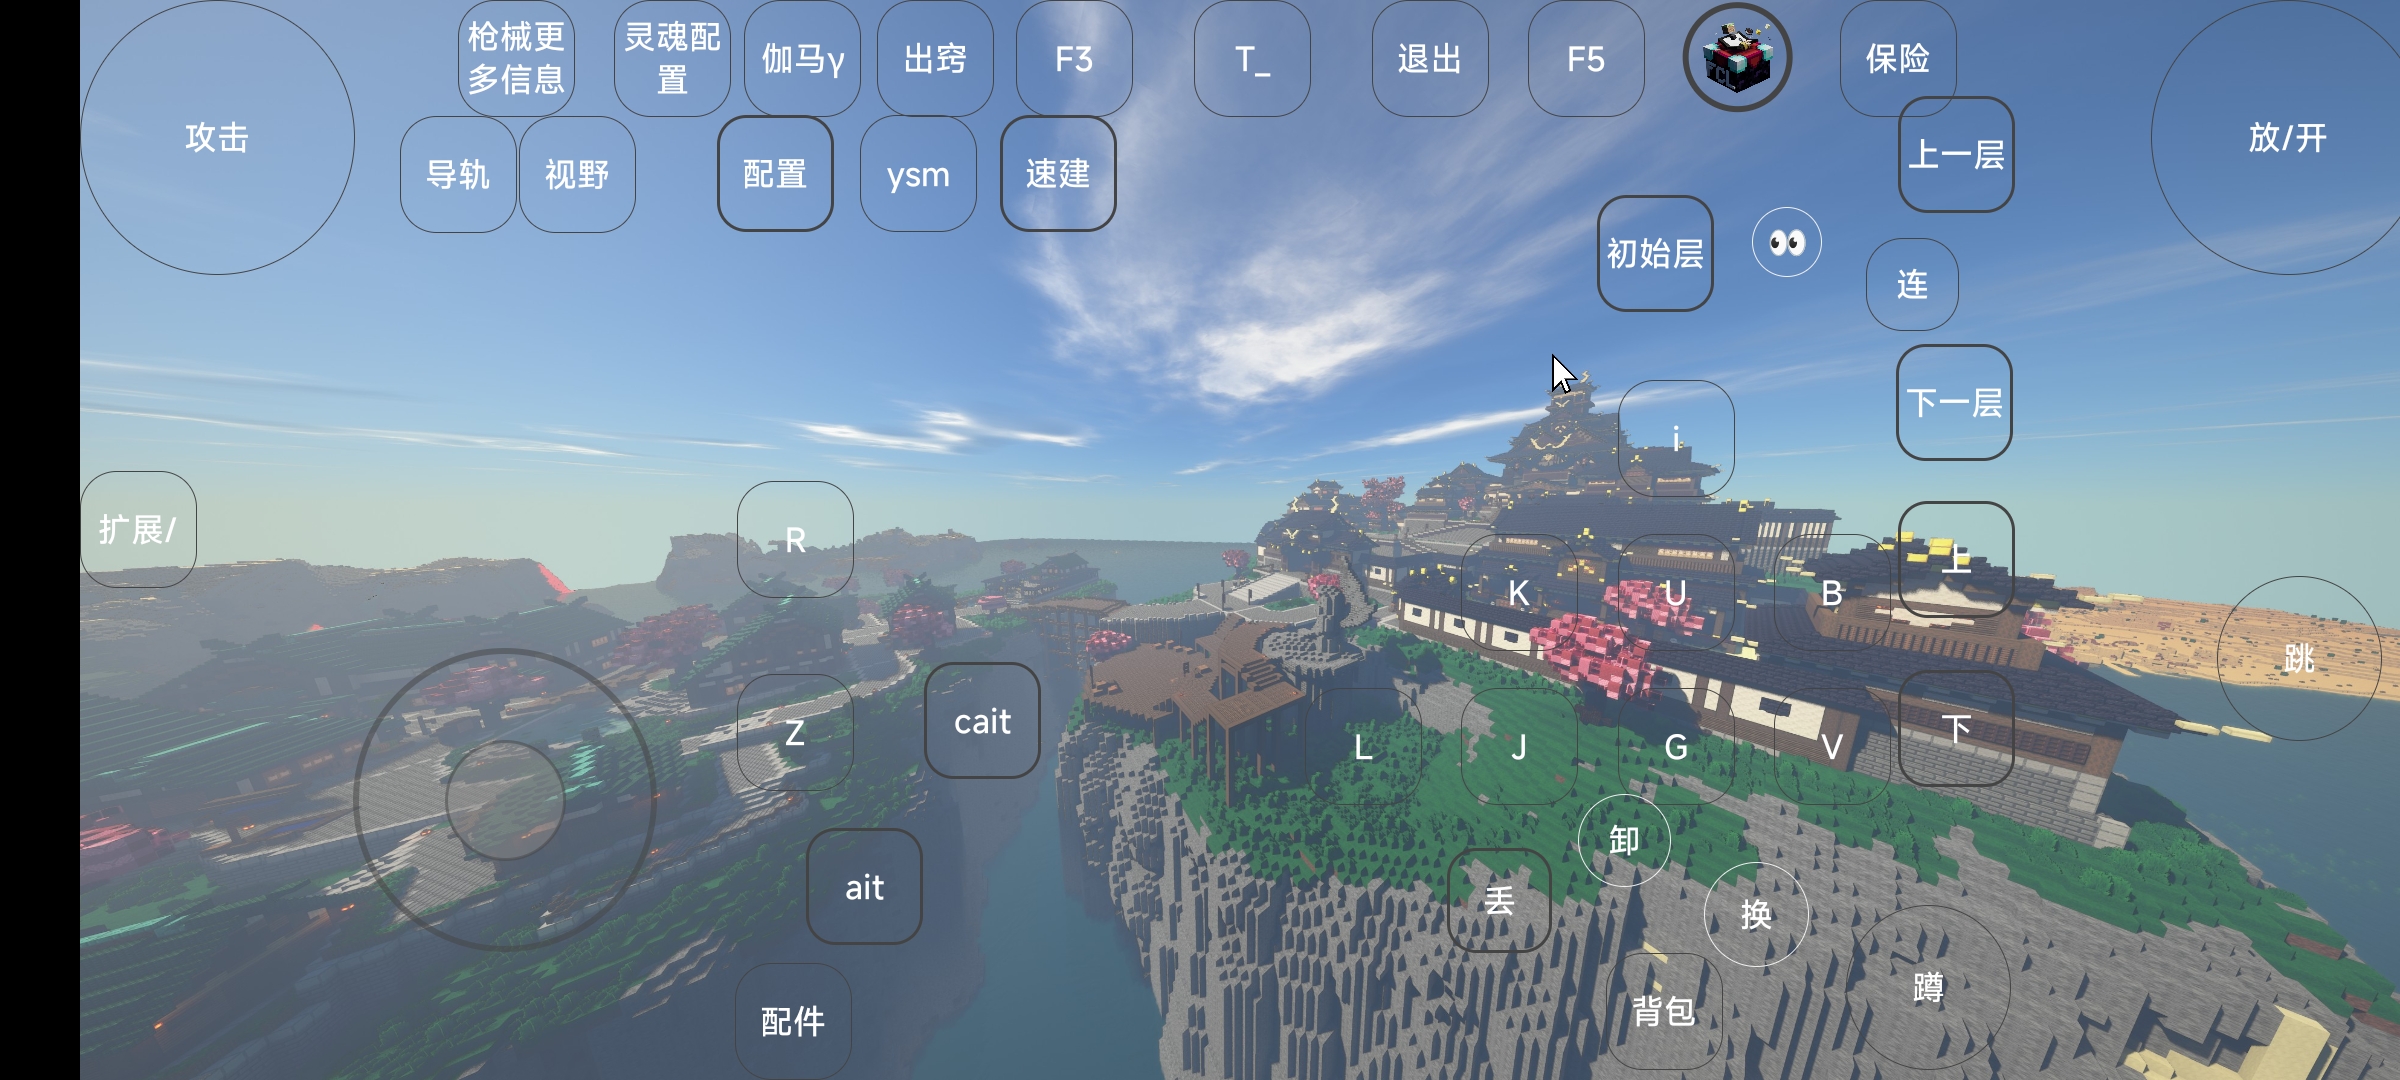 枪械更
多信息
灵魂配
置
伽马γ
出窍
F3
T_
退出
F5
FCL
保险
攻击
导轨
视野
配置
ysm
速建
上一层
放/开
初始层
连
下一层
i
扩展/
R
K
U
B
上
跳
Z
cait
L
J
G
V
下
卸
ait
丢
换
蹲
配件
背包